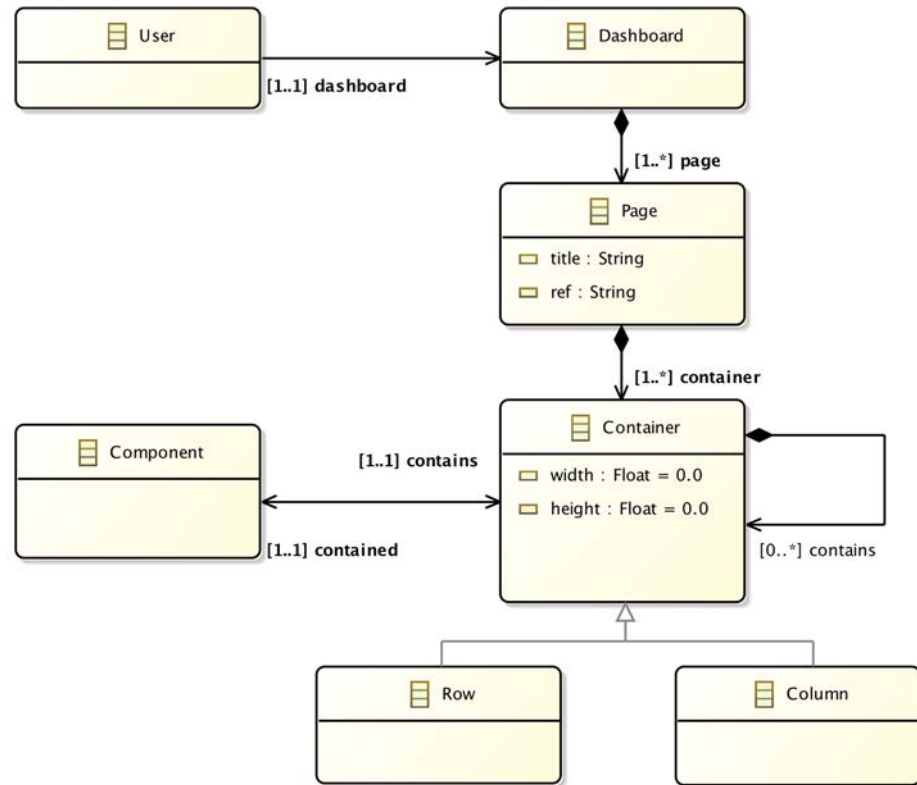 User
Dashboard
[1..1] dashboard
[1..*] page
Page
title : String
ref : String
[1..*] container
Component
Container
[1..1] contains
width : Float = 0.0
height : Float = 0.0
[1..1] contained
[0..*] contains
Row
Column